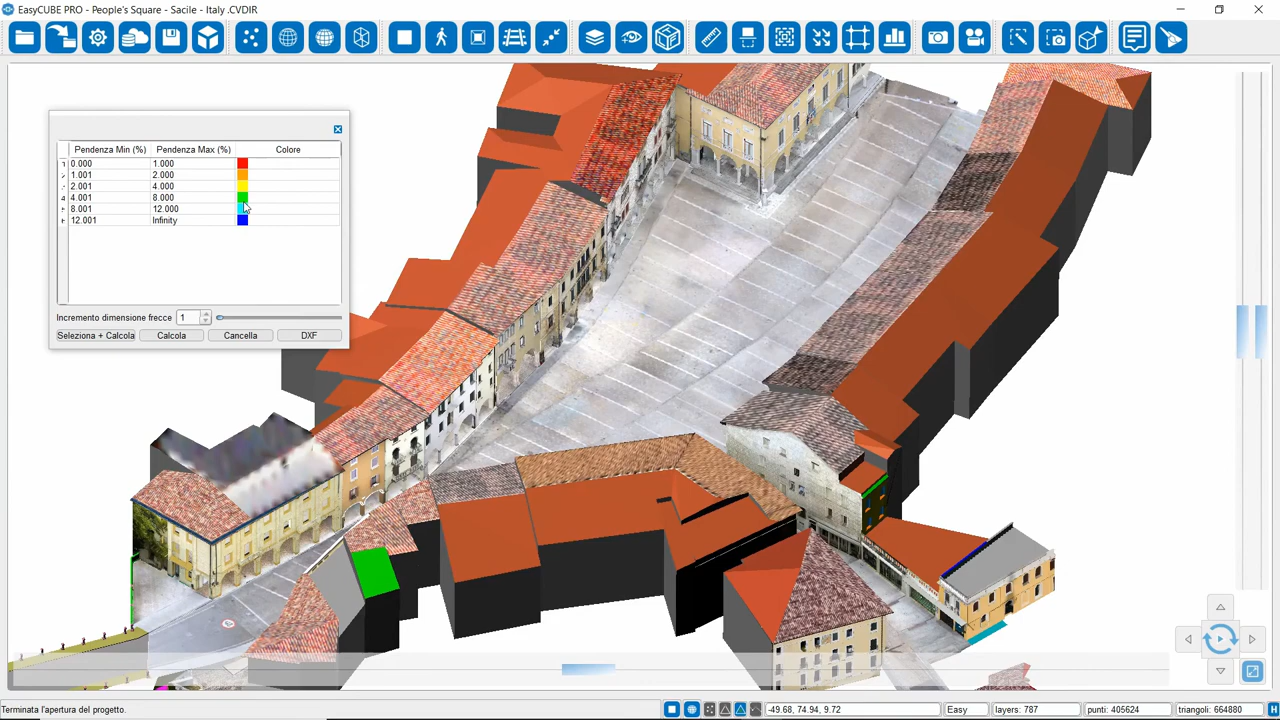 EasyCUBE PRO - People's Square - Sacile - Italy .CVDIR
Pendenza Min (%) Pendenza Max (%) Colore
1 0.000 1.000
1.001 2.000
2.001 4.000
4 4.001 8.000
8.001 12.000
12.001 Infinity
Incremento dimensione frecce 1
Seleziona + Calcola Calcola Cancella DXF
Terminata l'apertura del progetto. -49.68, 74.94, 9.72 Easy layers: 787 punti: 405624 triangoli: 664880 H